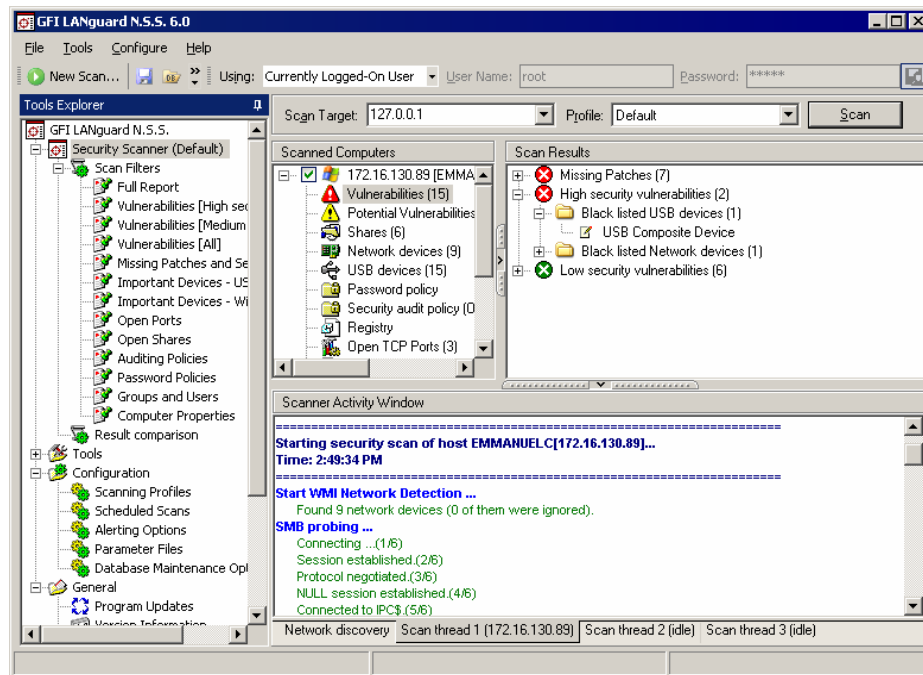 GFI LANguard N.S.S. 6.0
File Tools Configure Help
New Scan... » Using: Currently Logged-On User User Name: root Password: *****
Tools Explorer
GFI LANguard N.S.S.
Security Scanner (Default)
Scan Filters
Full Report
Vulnerabilities [High sec
Vulnerabilities [Medium
Vulnerabilities [All]
Missing Patches and Se
Important Devices - US
Important Devices - Wi
Open Ports
Open Shares
Auditing Policies
Password Policies
Groups and Users
Computer Properties
Result comparison
Tools
Configuration
Scanning Profiles
Scheduled Scans
Alerting Options
Parameter Files
Database Maintenance Op
General
Program Updates
Version Information
Scan Target: 127.0.0.1 Profile: Default Scan
Scanned Computers
172.16.130.89 [EMMA
Vulnerabilities (15)
Potential Vulnerabilities
Shares (6)
Network devices (9)
USB devices (15)
Password policy
Security audit policy (O
Registry
Open TCP Ports (3)
Scan Results
Missing Patches (7)
High security vulnerabilities (2)
Black listed USB devices (1)
USB Composite Device
Black listed Network devices (1)
Low security vulnerabilities (6)
Scanner Activity Window
Starting security scan of host EMMANUELC[172.16.130.89]...
Time: 2:49:34 PM
Start WMI Network Detection ...
Found 9 network devices (0 of them were ignored).
SMB probing ...
Connecting ...(1/6)
Session established.(2/6)
Protocol negotiated.(3/6)
NULL session established.(4/6)
Connected to IPC$.(5/6)
Network discovery Scan thread 1 (172.16.130.89) Scan thread 2 (idle) Scan thread 3 (idle)